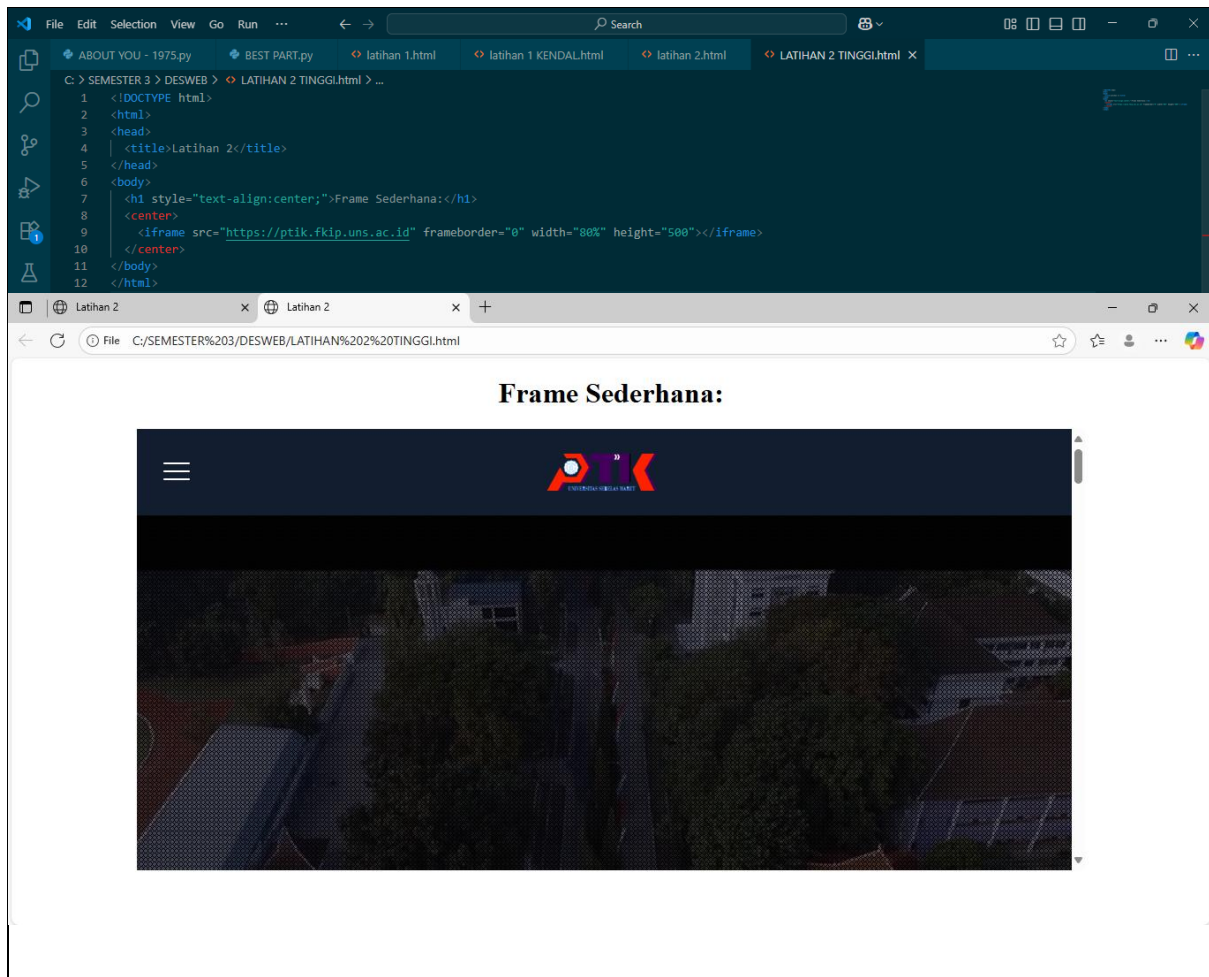 File Edit Selection View Go Run ··· Search
ABOUT YOU - 1975.py BEST PART.py latihan 1.html latihan 1 KENDAL.html latihan 2.html LATIHAN 2 TINGGI.html
C: > SEMESTER 3 > DESWEB > LATIHAN 2 TINGGI.html > ...
1 <!DOCTYPE html>
2 <html>
3 <head>
4 <title>Latihan 2</title>
5 </head>
6 <body>
7 <h1 style="text-align:center;">Frame Sederhana:</h1>
8 <center>
9 <iframe src="https://ptik.fkip.uns.ac.id" frameborder="0" width="80%" height="500"></iframe>
10 </center>
11 </body>
12 </html>
1
Latihan 2 Latihan 2
File C:/SEMESTER%203/DESWEB/LATIHAN%202%20TINGGI.html
Frame Sederhana:
PTIK
UNIVERSITAS SEBELAS MARET